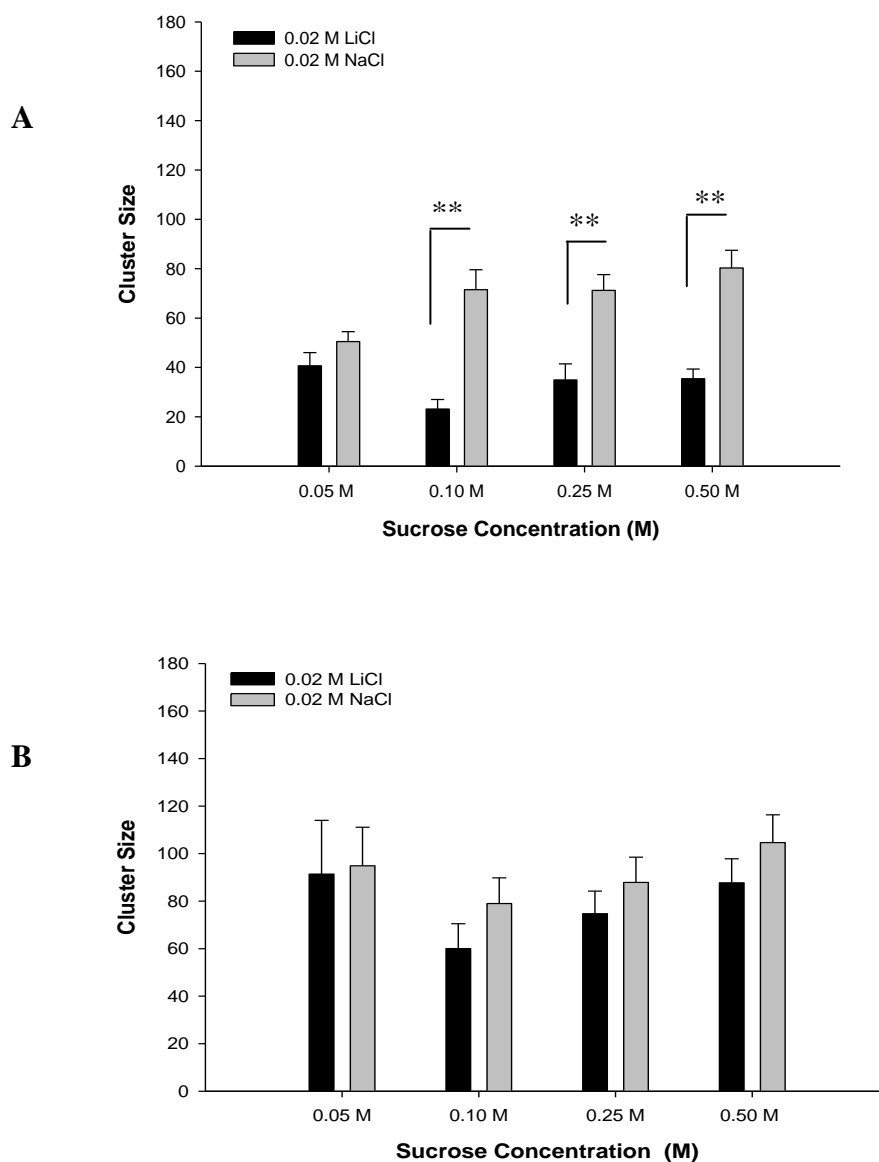 A
180
160
140
120
100
80
60
40
20
0
Cluster Size
0.02 M LiCl
0.02 M NaCl
**
**
**
0.05 M 0.10 M 0.25 M 0.50 M
Sucrose Concentration (M)
B
180
160
140
120
100
80
60
40
20
0
Cluster Size
0.02 M LiCl
0.02 M NaCl
0.05 M 0.10 M 0.25 M 0.50 M
Sucrose Concentration (M)